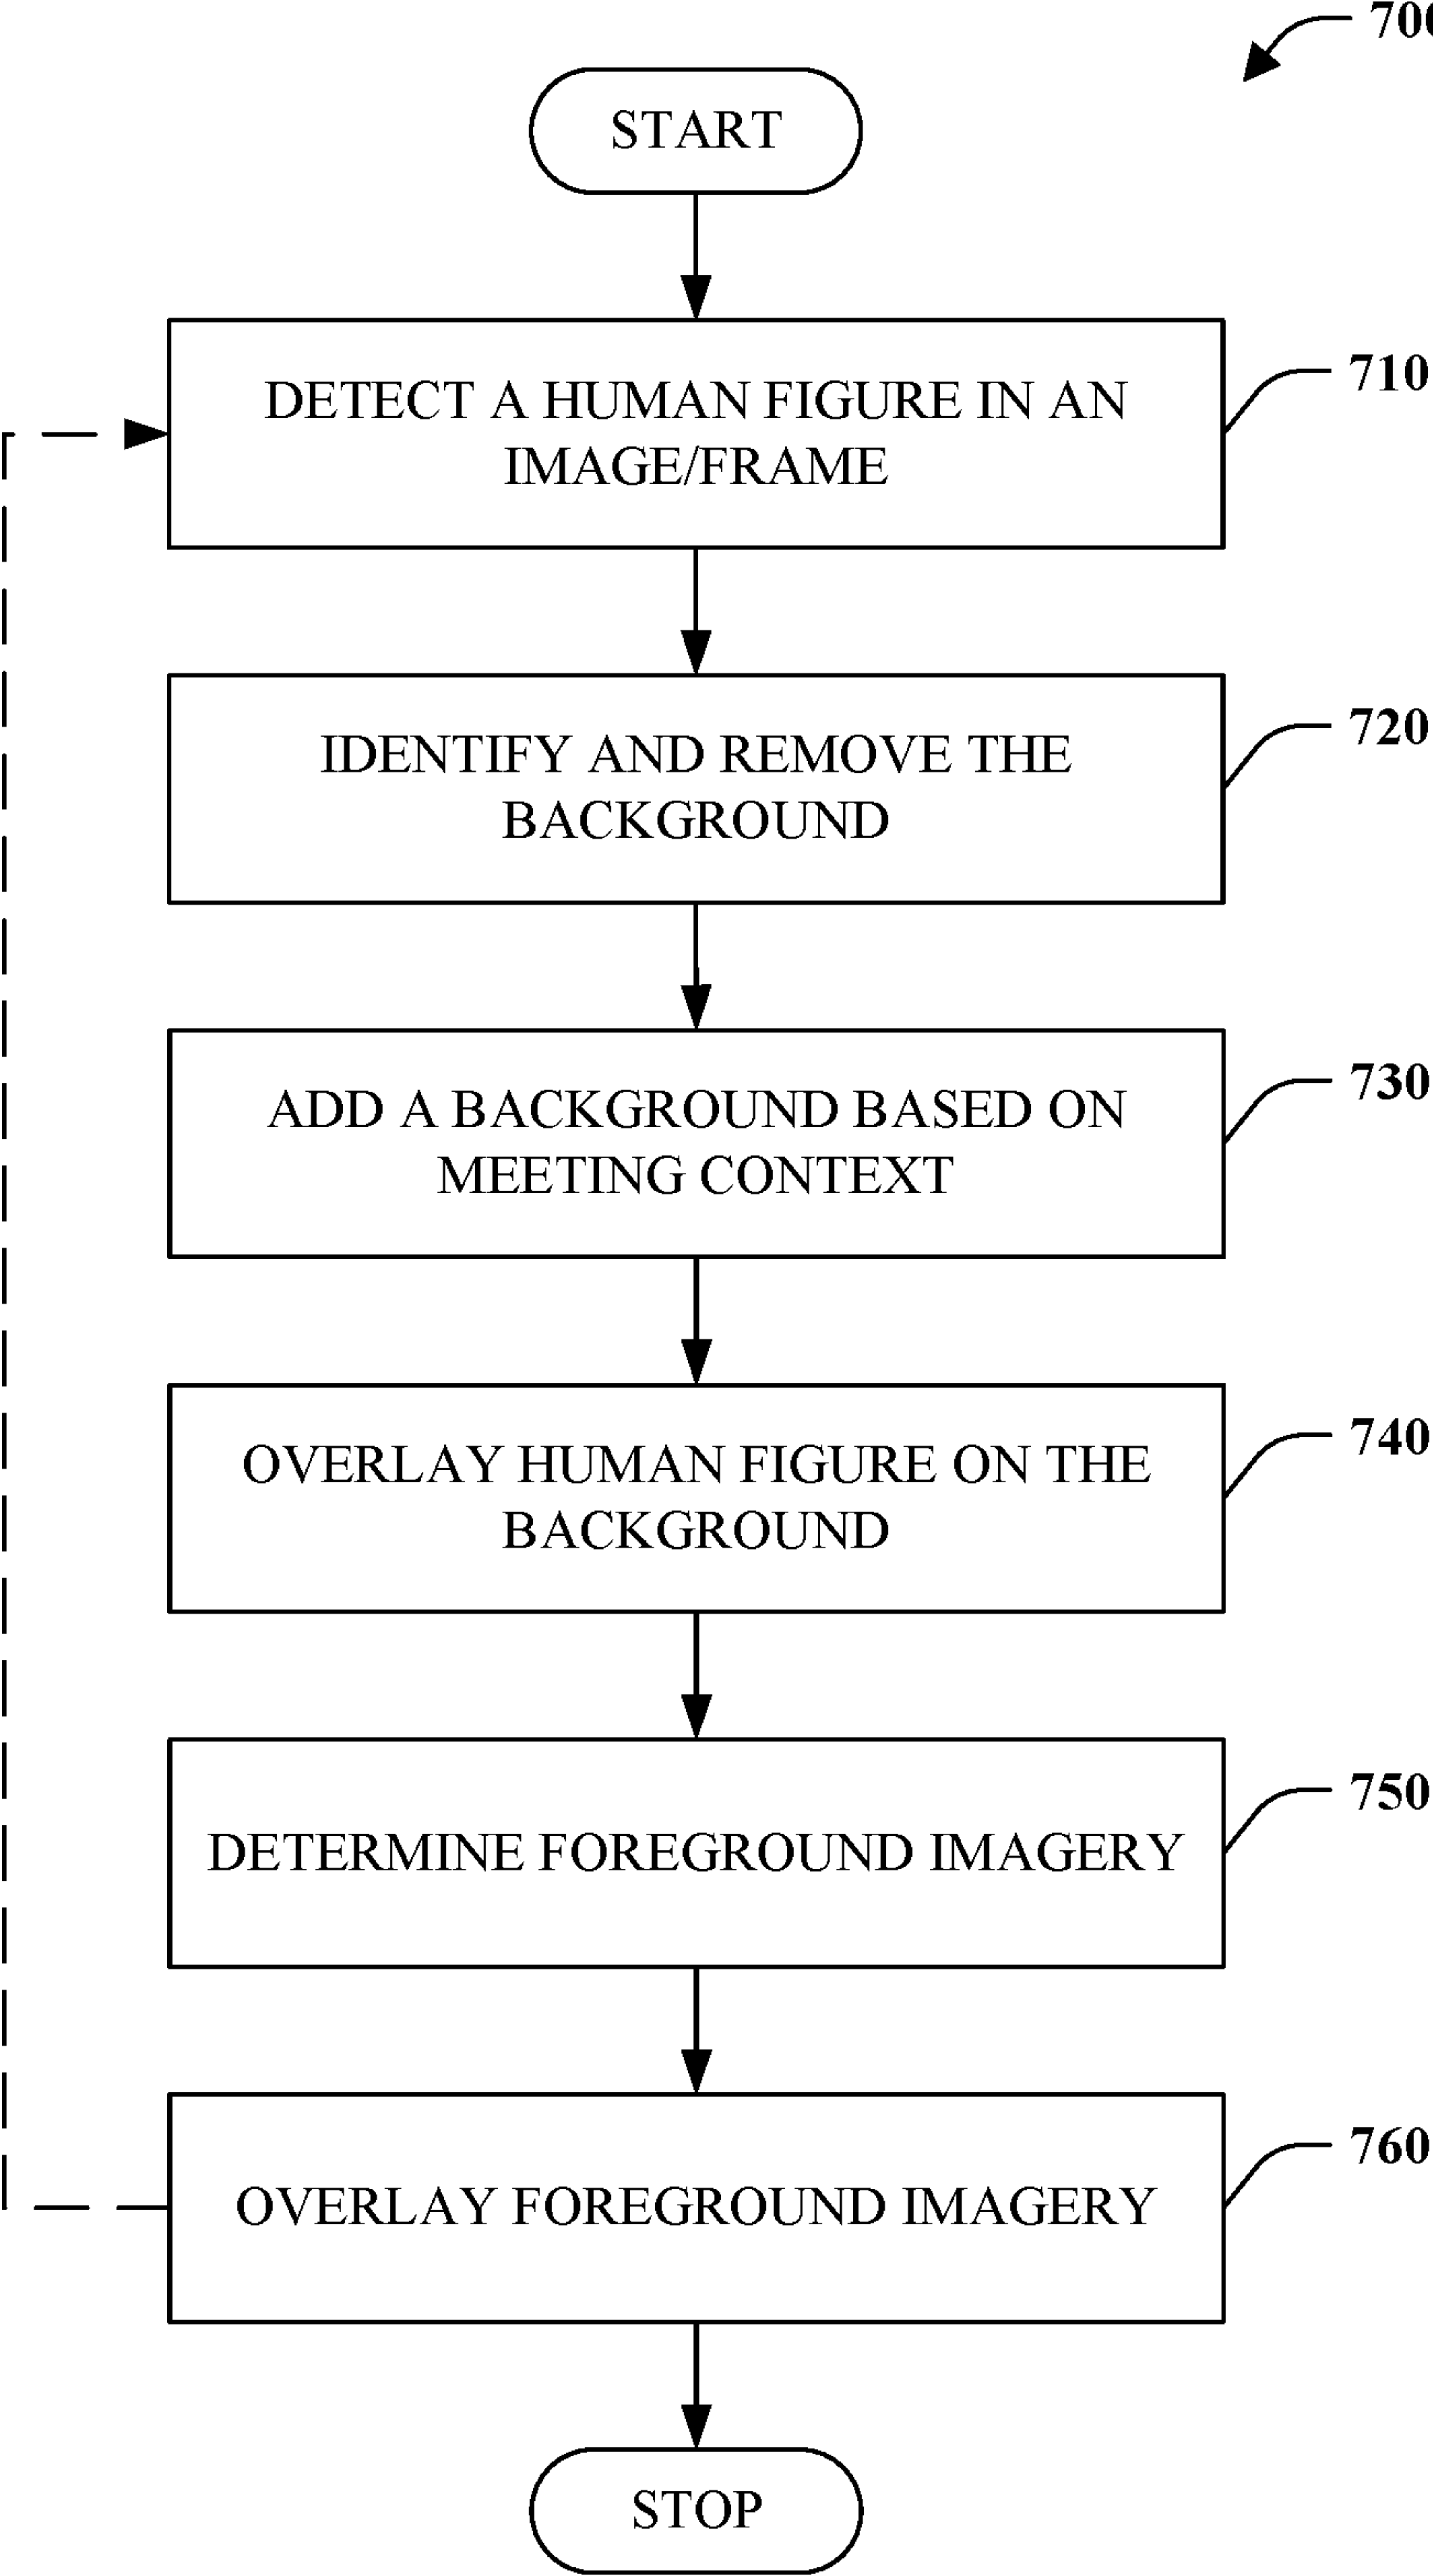 700
START
DETECT A HUMAN FIGURE IN AN
IMAGE/FRAME
710
IDENTIFY AND REMOVE THE
BACKGROUND
720
ADD A BACKGROUND BASED ON
MEETING CONTEXT
730
OVERLAY HUMAN FIGURE ON THE
BACKGROUND
740
DETERMINE FOREGROUND IMAGERY
750
OVERLAY FOREGROUND IMAGERY
760
STOP